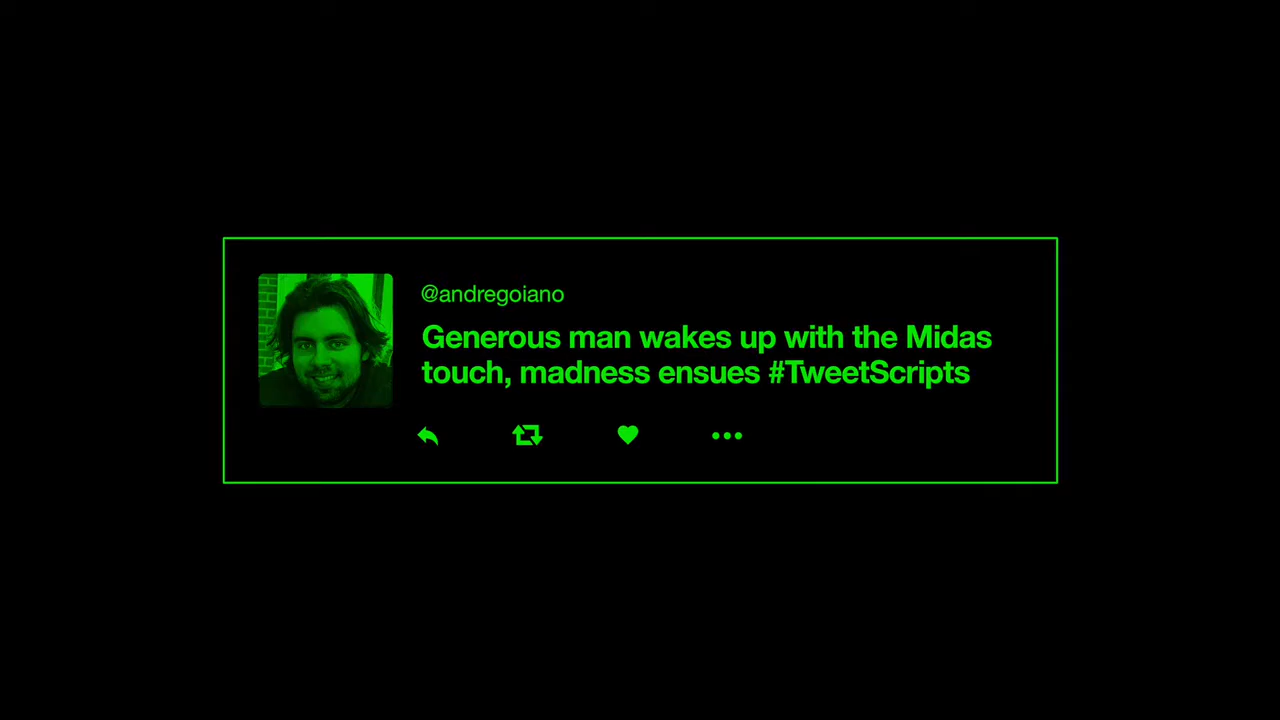 @andregoiano
Generous man wakes up with the Midas
touch, madness ensues #TweetScripts